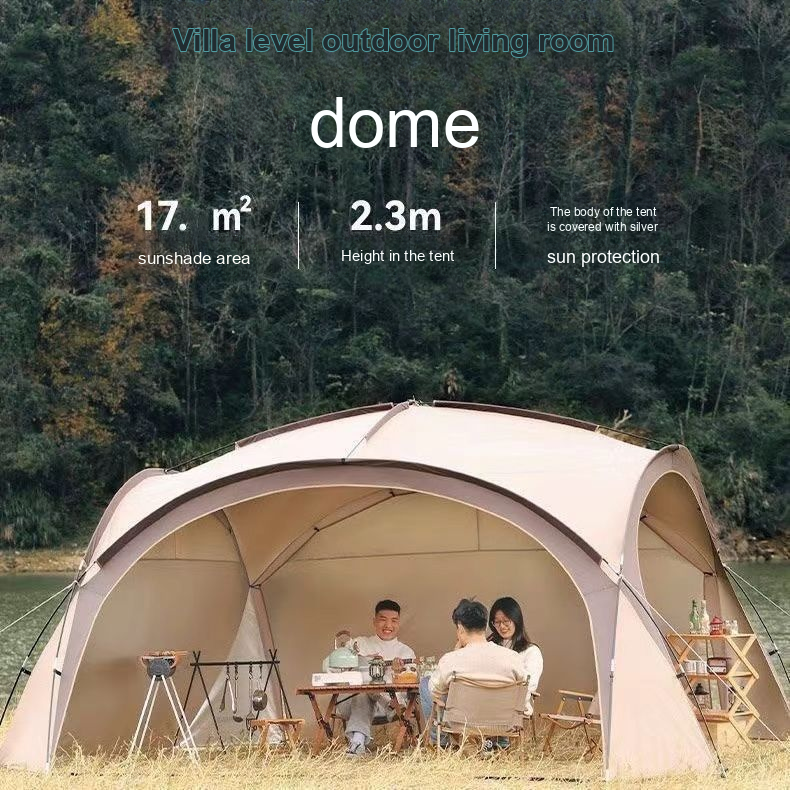 Villa level outdoor living room
dome
17. m²
sunshade area
2.3m
Height in the tent
The body of the tent
is covered with silver
sun protection